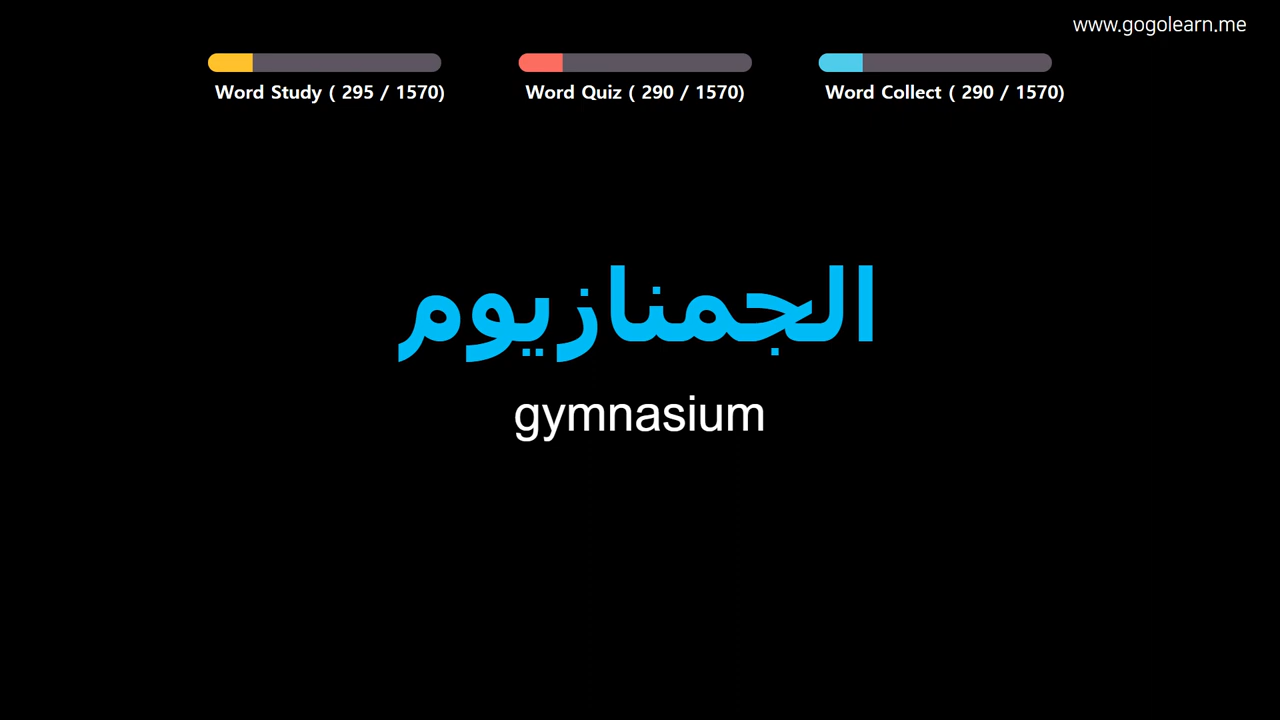 www.gogolearn.me
Word Study ( 295 / 1570)
Word Quiz ( 290 / 1570)
Word Collect ( 290 / 1570)
الجمنازيوم
gymnasium